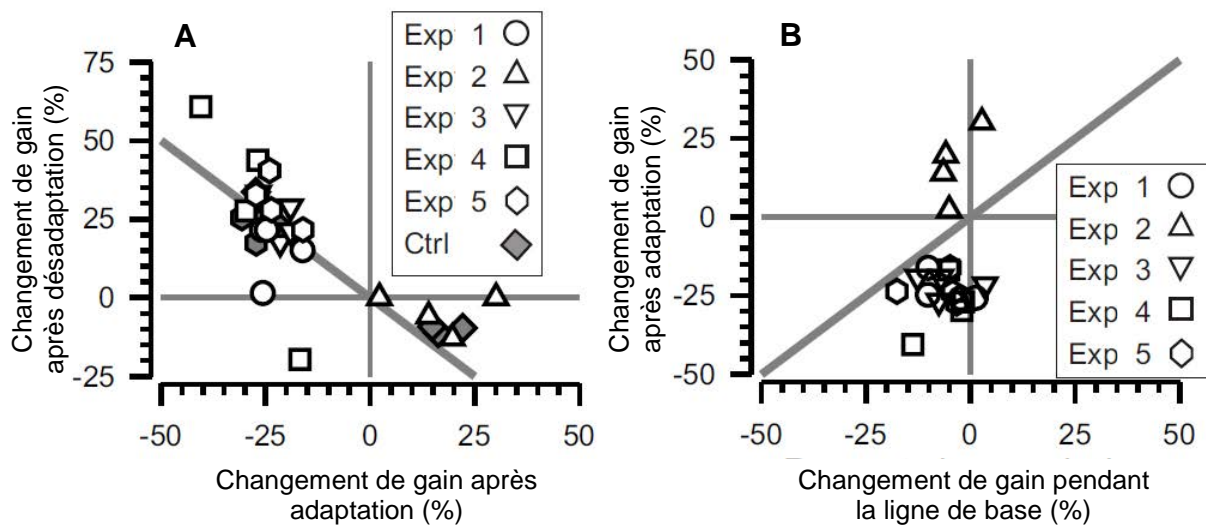 A
75
50
25
0
-25
-50
-25
0
25
50
Changement de gain
après désadaptation (%)
Changement de gain après
adaptation (%)
Exp 1
Exp 2
Exp 3
Exp 4
Exp 5
Ctrl
B
50
25
0
-25
-50
-50
-25
0
25
50
Changement de gain
après adaptation (%)
Changement de gain pendant
la ligne de base (%)
Exp 1
Exp 2
Exp 3
Exp 4
Exp 5